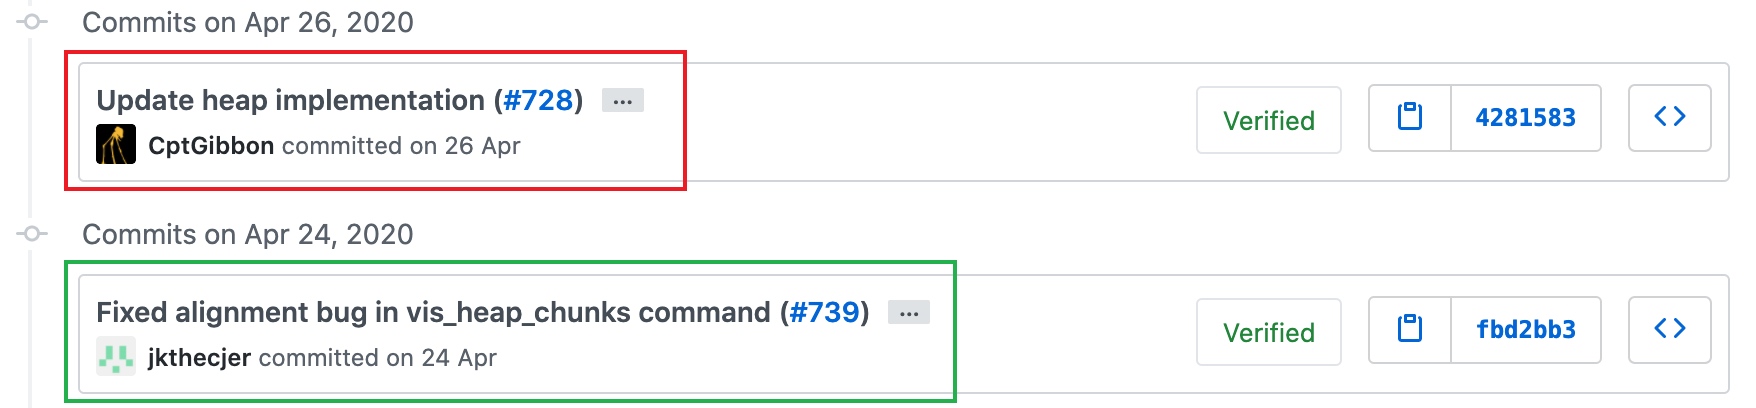 Commits on Apr 26, 2020
Update heap implementation (#728) ...
CptGibbon committed on 26 Apr
Verified
4281583
Commits on Apr 24, 2020
Fixed alignment bug in vis_heap_chunks command (#739) ...
jkthecjer committed on 24 Apr
Verified
fbd2bb3